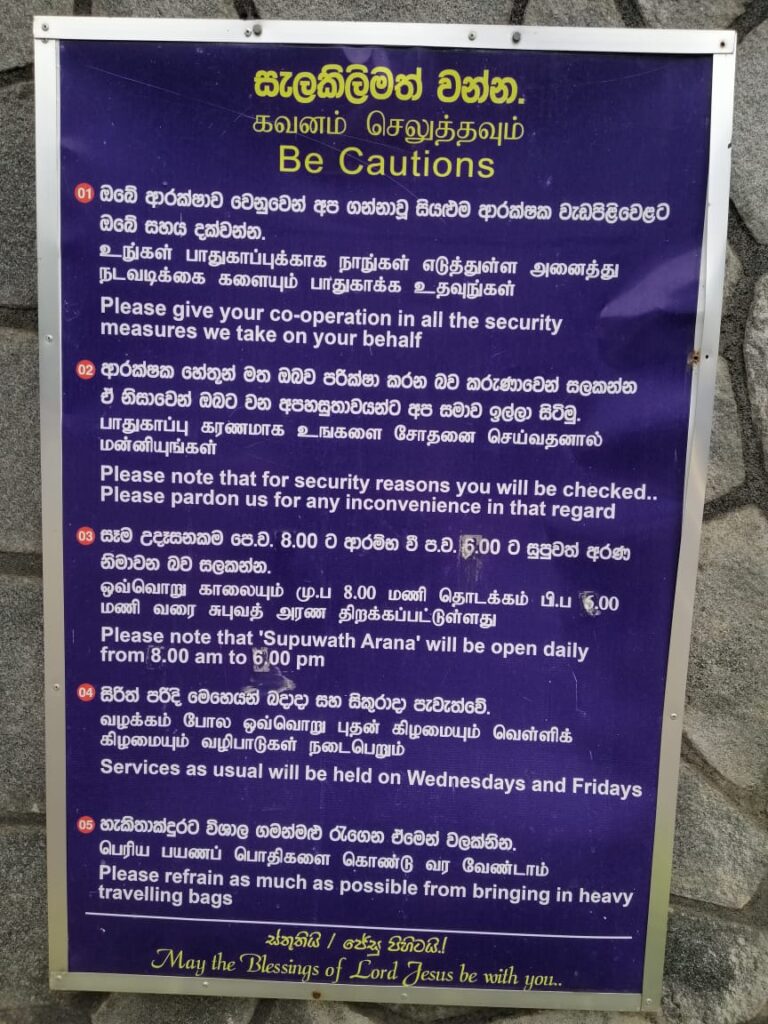 සැලකිලිමත් වන්න.
கவனம் செலுத்தவும்
Be Cautions
01 ඔබේ ආරක්ෂාව වෙනුවෙන් අප ගන්නාවූ සියළුම ආරක්ෂක වැඩපිළිවෙළට
ඔබේ සහය දක්වන්න.
உங்கள் பாதுகாப்புக்காக நாங்கள் எடுத்துள்ள அனைத்து
நடவடிக்கை களையும் பாதுகாக்க உதவுங்கள்
Please give your co-operation in all the security
measures we take on your behalf
02 ආරක්ෂක හේතුන් මත ඔබව පරික්ෂා කරන බව කරුණාවෙන් සලකන්න
ඒ නිසාවෙන් ඔබට වන අපහසුතාවයන්ට අප සමාව ඉල්ලා සිටිමු.
பாதுகாப்பு கரணமாக உஙகளை சோதனை செய்வதனால்
மன்னியுங்கள்
Please note that for security reasons you will be checked..
Please pardon us for any inconvenience in that regard
03 සෑම උදෑසනකම පෙ.ව. 8.00 ට ආරම්භ වී ප.ව. 6.00 ට සුපුවත් අරණ
නිමාවන බව සලකන්න.
ஒவ்வொறு காலையும் மு.ப 8.00 மணி தொடக்கம் பி.ப 6.00
மணி வரை சுபுவத் அரண திறக்கப்பட்டுள்ளது
Please note that 'Supuwath Arana' will be open daily
from 8.00 am to 6.00 pm
04 සිරිත් පරිදි මෙහෙයන් බදාදා සහ සිකුරාදා පැවැත්වේ.
வழக்கம் போல ஒவ்வொறு புதன் கிழமையும் வெள்ளிக்
கிழமையும் வழிபாடுகள் நடைபெறும்
Services as usual will be held on Wednesdays and Fridays
05 හැකිතාක්දුරට විශාල ගමන්මළු රැගෙන ඒමෙන් වලක්නින.
பெரிய பயணப் பொதிகளை கொண்டு வர வேண்டாம்
Please refrain as much as possible from bringing in heavy
travelling bags
ස්තුතියි / ජේසු පිහිටයි.!
May the Blessings of Lord Jesus be with you..